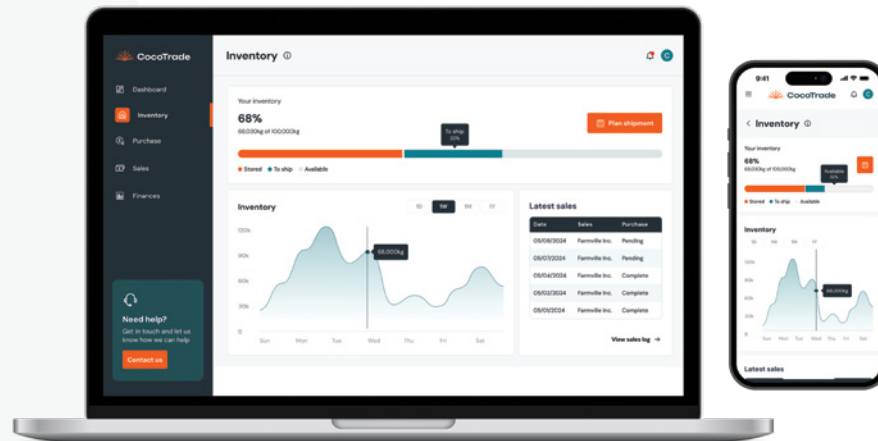 CocoTrade
Dashboard
Inventory
Purchase
Sales
Finances
Need help?
Get in touch and let us
know how we can help
Contact us
Inventory
C
Your inventory
68%
of 100,000kg
Plan shipment
To ship
Stored To ship Available
Inventory
1D 1W 1M 1Y
120k
90k
60k
30k
0
68,000kg
Sun Mon Tue Wed Thu Fri Sat
Latest sales
Date Sales Purchase
05/08/2024 Farmville Inc. Pending
05/07/2024 Farmville Inc. Pending
05/04/2024 Farmville Inc. Complete
05/02/2024 Farmville Inc. Complete
05/01/2024 Farmville Inc. Complete
View sales log →
9:41
CocoTrade
C
< Inventory
Your inventory
68%
of 100,000kg
Available
Stored To ship Available
Inventory
1D 1W 1M 1Y
120k
90k
60k
30k
0
68,000kg
Sun Mon Tue Wed Thu Fri Sat
Latest sales